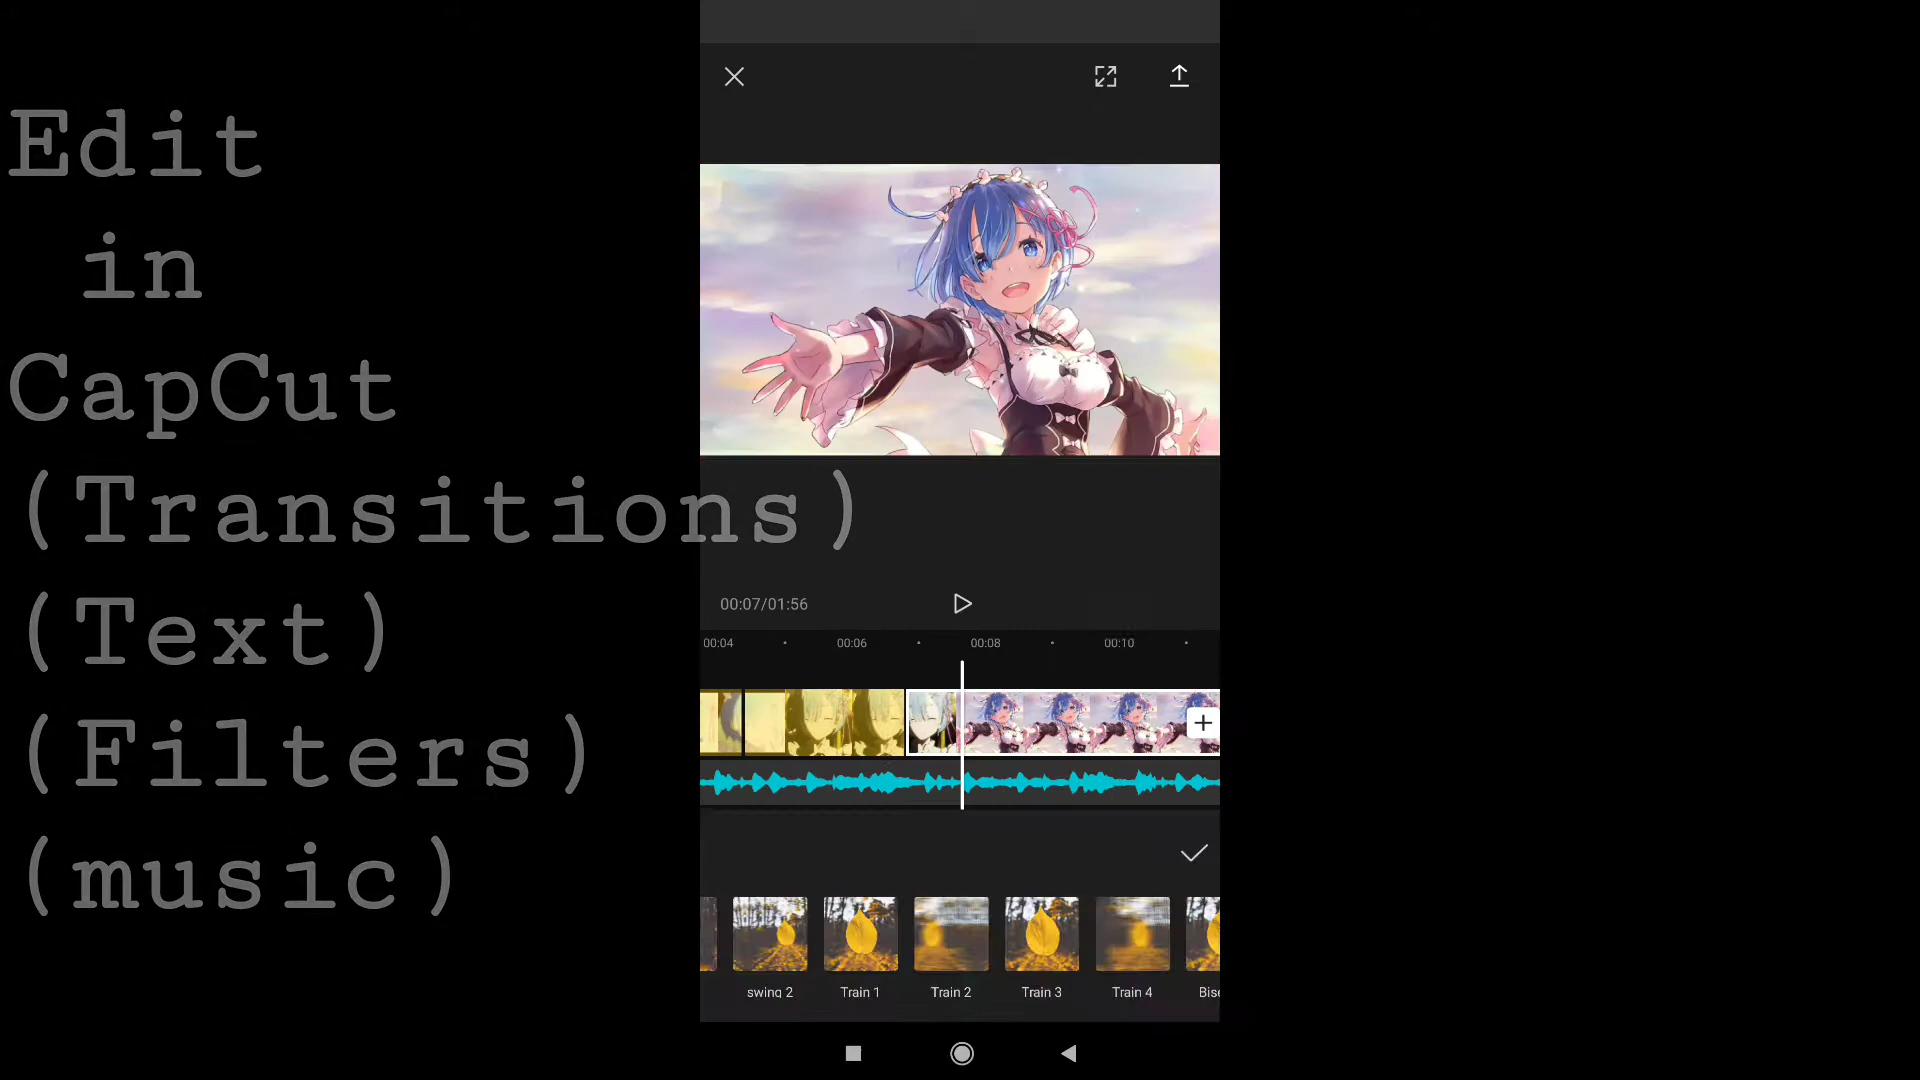 Edit
in
CapCut
(Transitions)
(Text)
(Filters)
(music)
00:07/01:56
00:04 00:06 00:08 00:10
swing 2 Train 1 Train 2 Train 3 Train 4